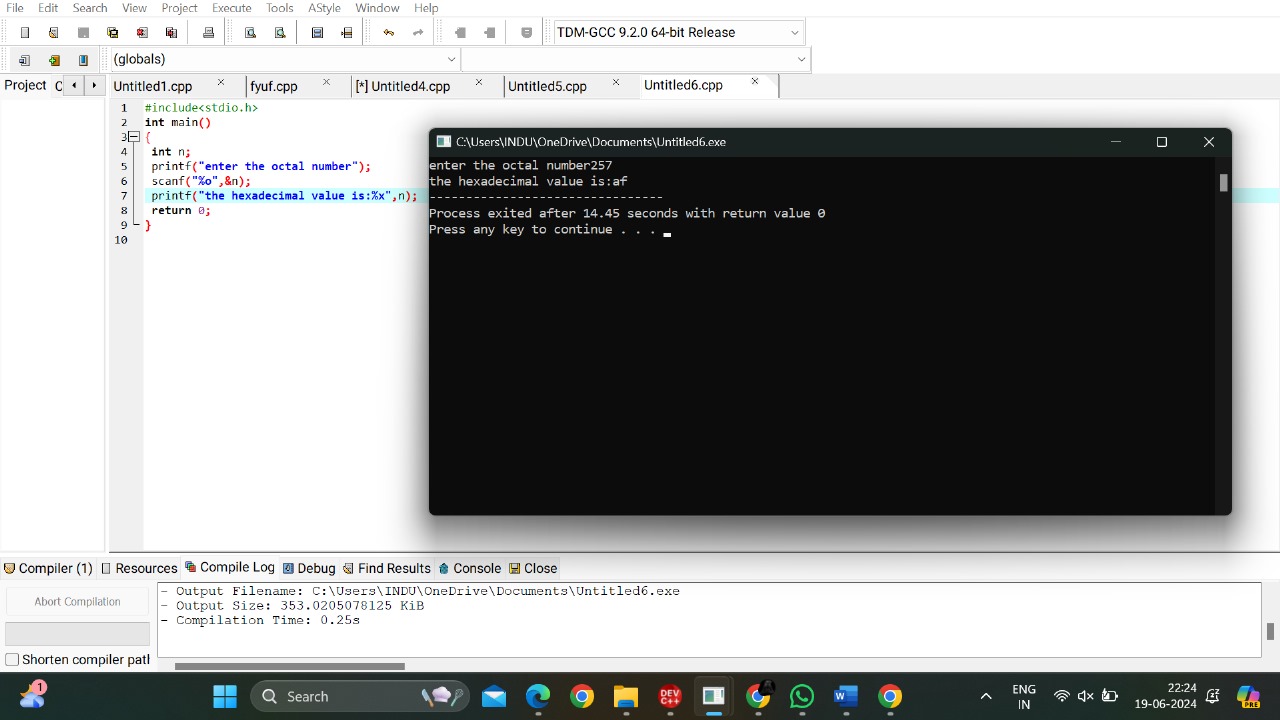 File Edit Search View Project Execute Tools AStyle Window Help
TDM-GCC 9.2.0 64-bit Release
(globals)
Project C Untitled1.cpp fyuf.cpp [*] Untitled4.cpp Untitled5.cpp Untitled6.cpp
1 #include<stdio.h>
2 int main()
3 {
4 int n;
5 printf("enter the octal number");
6 scanf("%o",&n);
7 printf("the hexadecimal value is:%x",n);
8 return 0;
9 }
10
C:\Users\INDU\OneDrive\Documents\Untitled6.exe
enter the octal number257
the hexadecimal value is:af
--------------------------------
Process exited after 14.45 seconds with return value 0
Press any key to continue . . .
Compiler (1) Resources Compile Log Debug Find Results Console Close
Abort Compilation
Shorten compiler patl
- Output Filename: C:\Users\INDU\OneDrive\Documents\Untitled6.exe
- Output Size: 353.0205078125 KiB
- Compilation Time: 0.25s
1
Search
DEV C++
W
ENG
IN
22:24
19-06-2024
PRE